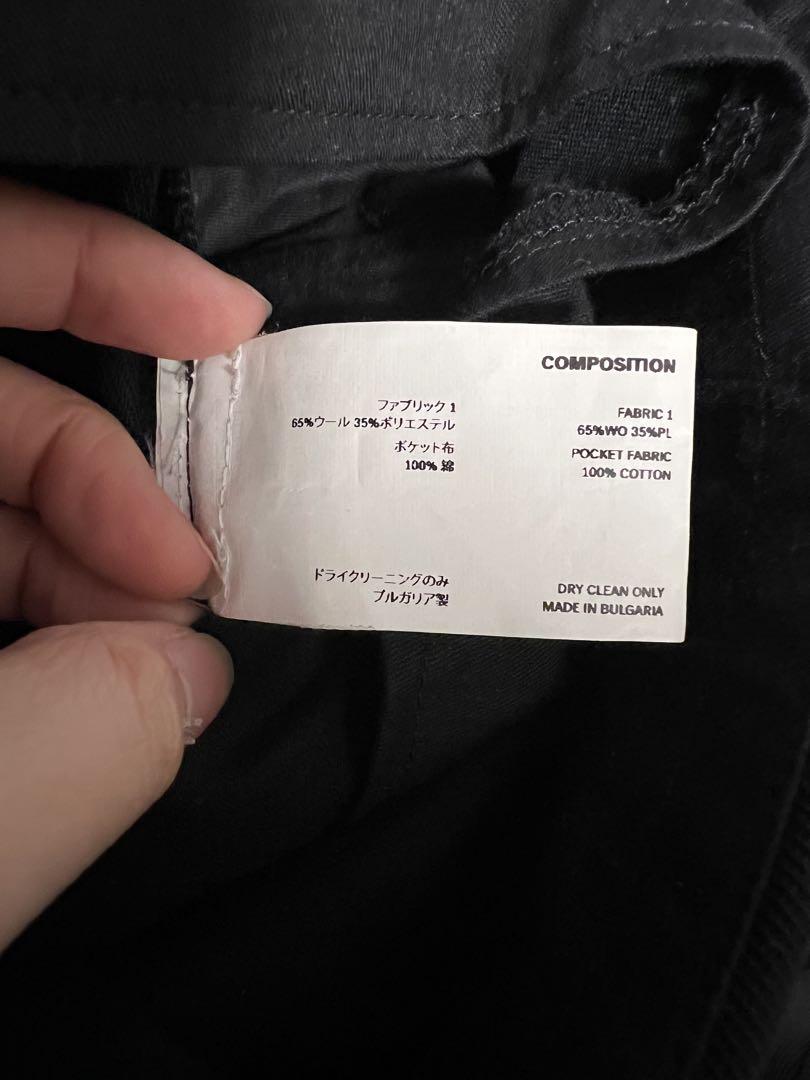 COMPOSITION
ファブリック 1
65%ウール 35%ポリエステル
ポケット布
100% 綿
ドライクリーニングのみ
ブルガリア製
FABRIC 1
65%WO 35%PL
POCKET FABRIC
100% COTTON
DRY CLEAN ONLY
MADE IN BULGARIA